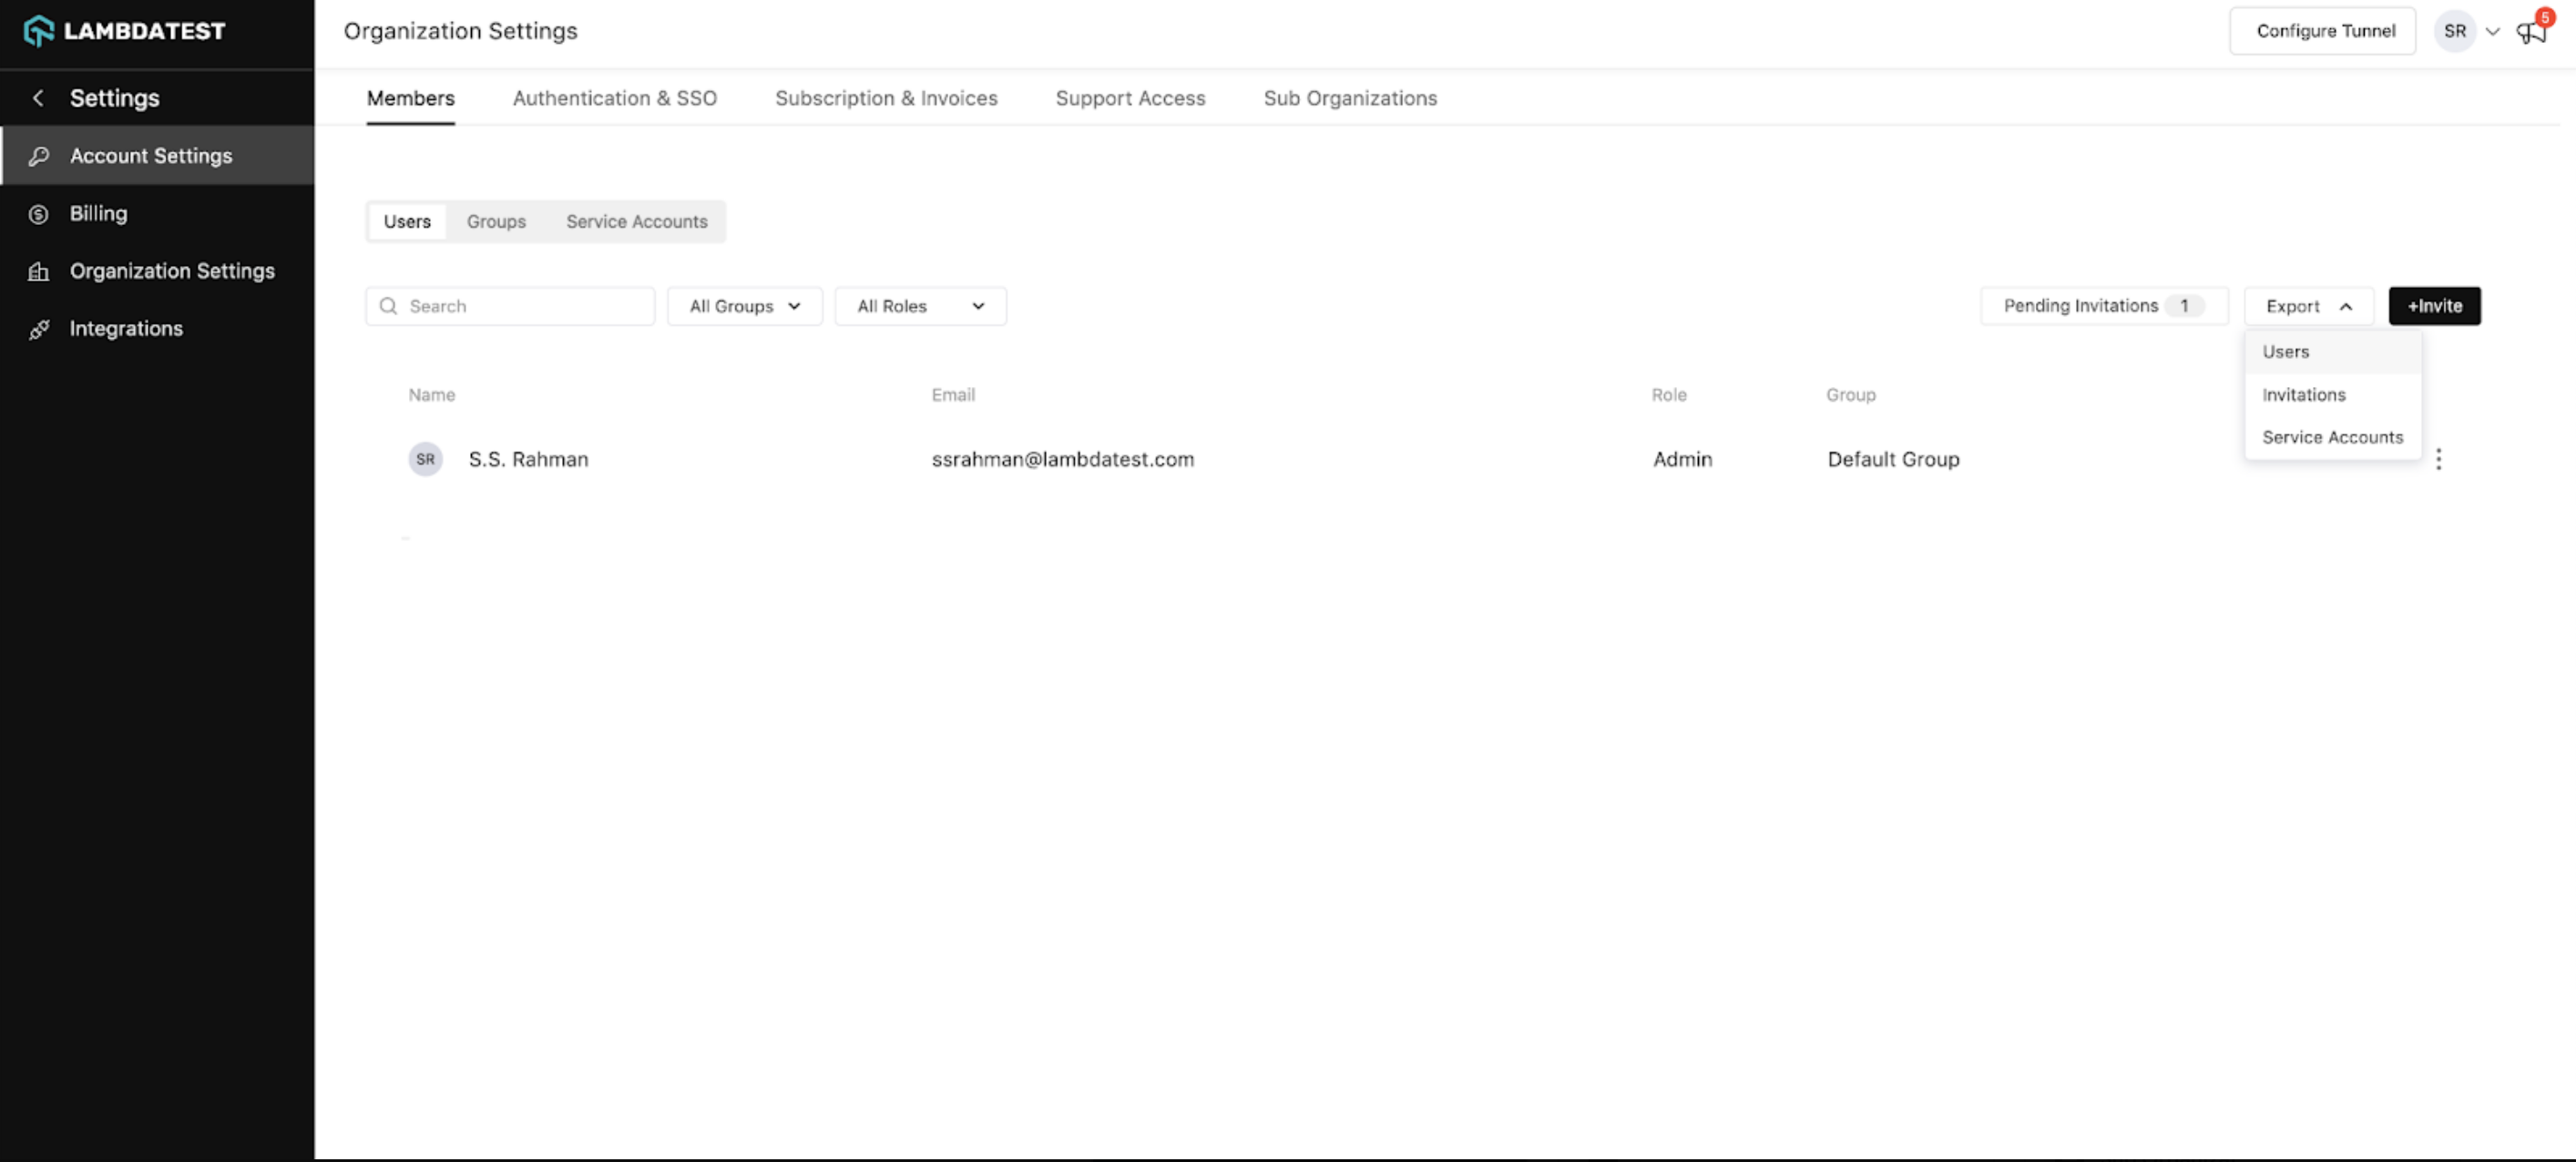 LAMBDATEST
Settings
Account Settings
Billing
Organization Settings
Integrations
Organization Settings
Configure Tunnel
SR
5
Members
Authentication & SSO
Subscription & Invoices
Support Access
Sub Organizations
Users
Groups
Service Accounts
Search
All Groups
All Roles
Pending Invitations 1
Export
+Invite
Users
Invitations
Service Accounts
Name
Email
Role
Group
SR
S.S. Rahman
ssrahman@lambdatest.com
Admin
Default Group